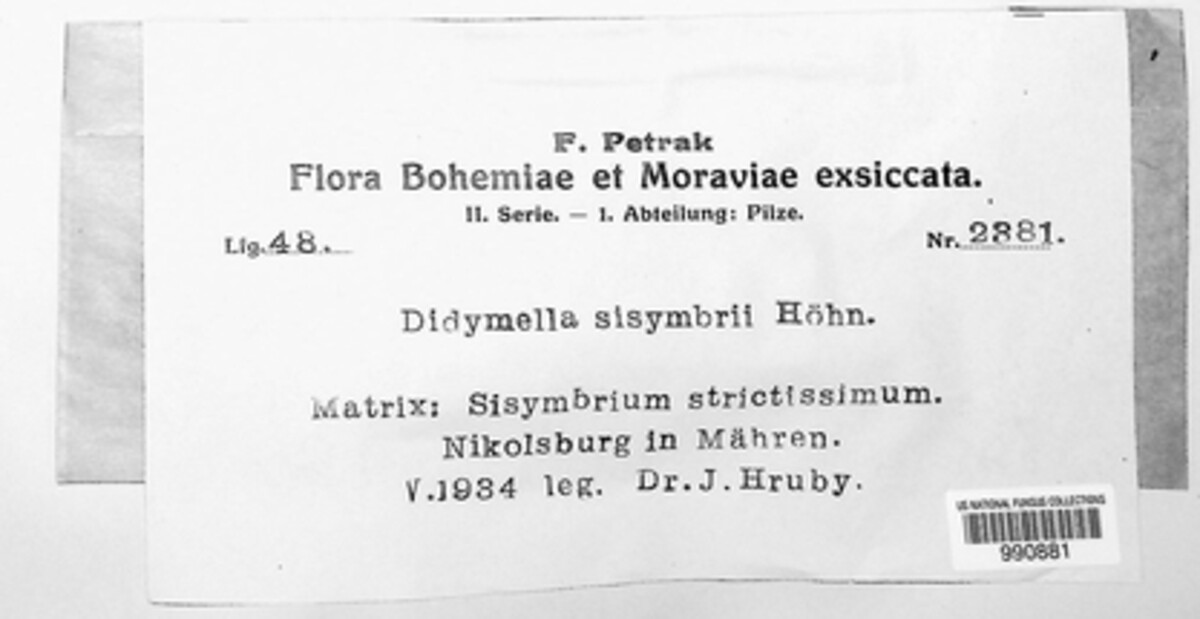 F. Petrak
Flora Bohemiae et Moraviae exsiccata.
II. Serie. — 1. Abteilung: Pilze.
Lfg. 48.
Nr. 2381.
Didymella sisymbrii Höhn.
Matrix: Sisymbrium strictissimum.
Nikolsburg in Mähren.
V.1934 leg. Dr. J. Hruby.
US NATIONAL FUNGUS COLLECTIONS
990881